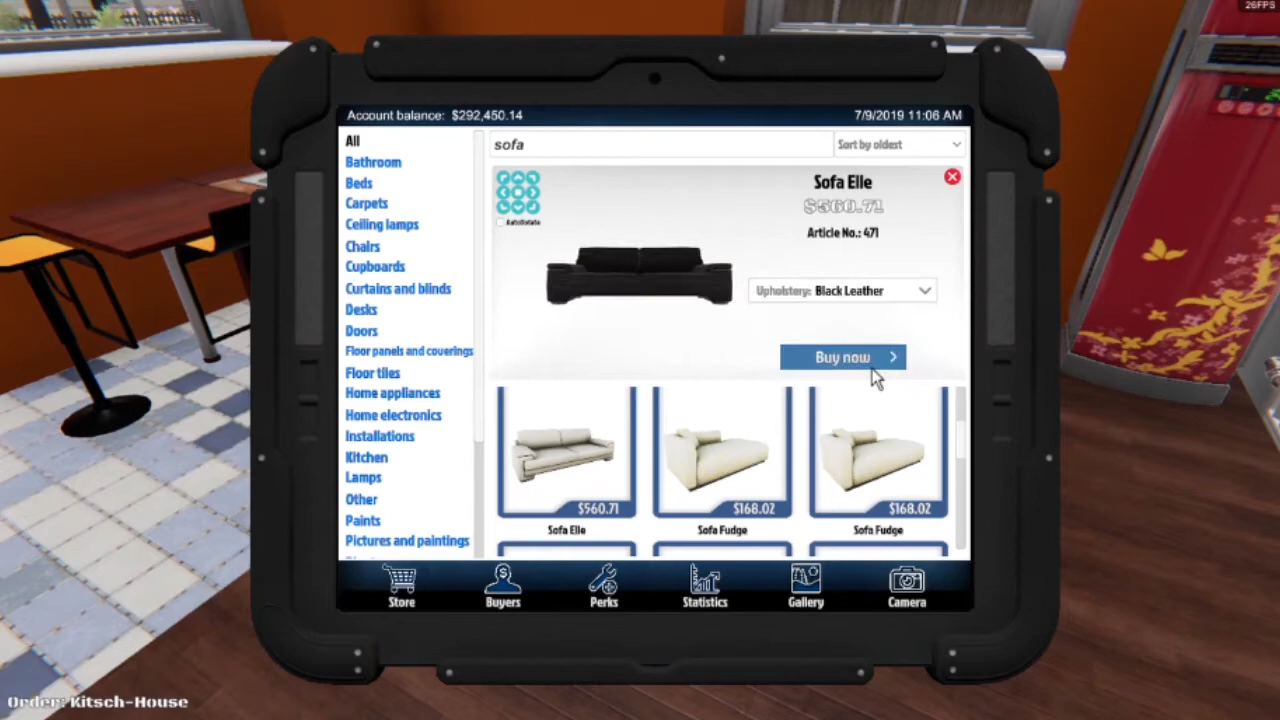 26FPS
Account balance: $292,450.14
7/9/2019 11:06 AM
All
Bathroom
Beds
Carpets
Ceiling lamps
Chairs
Cupboards
Curtains and blinds
Desks
Doors
Floor panels and coverings
Floor tiles
Home appliances
Home electronics
Installations
Kitchen
Lamps
Other
Paints
Pictures and paintings
sofa
Sort by oldest
AutoRotate
Sofa Elle
$560.71
Article No.: 471
Upholstery: Black Leather
Buy now
$560.71
$168.02
$168.02
Sofa Elle
Sofa Fudge
Sofa Fudge
Store
Buyers
Perks
Statistics
Gallery
Camera
Order: Kitsch-House